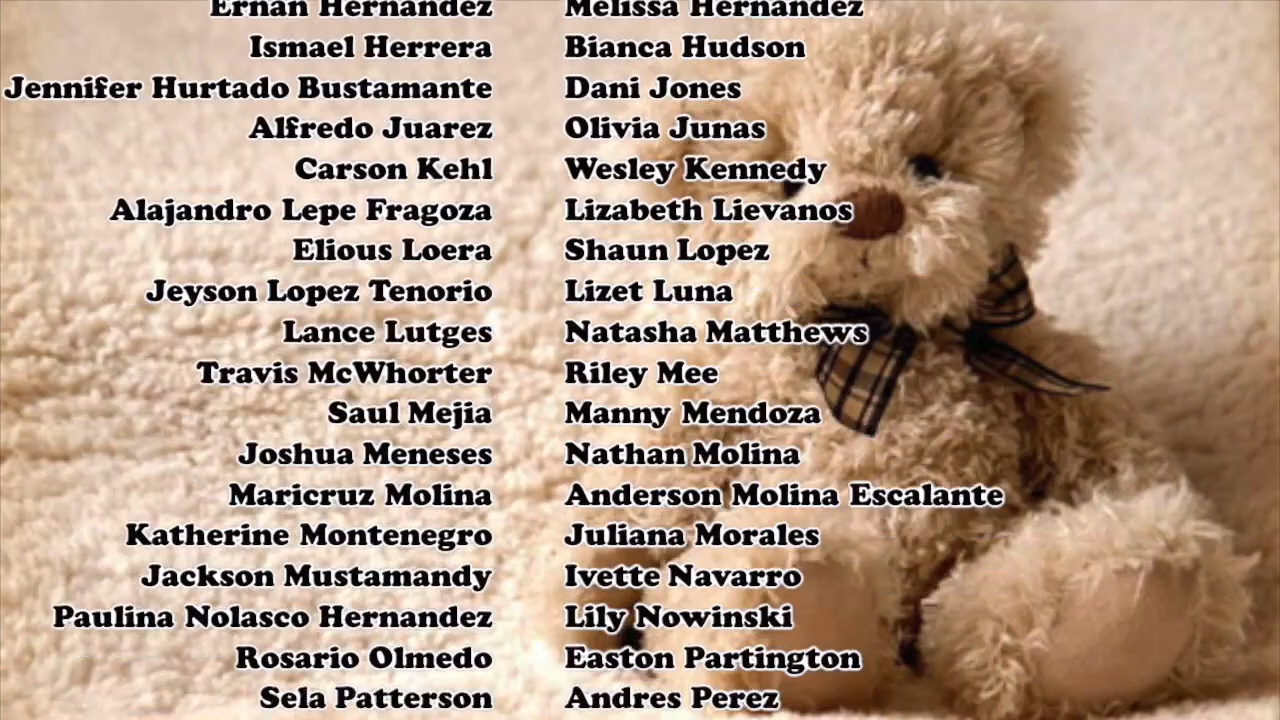 Ernan Hernandez Melissa Hernandez
Ismael Herrera Bianca Hudson
Jennifer Hurtado Bustamante Dani Jones
Alfredo Juarez Olivia Junas
Carson Kehl Wesley Kennedy
Alajandro Lepe Fragoza Lizabeth Lievanos
Elious Loera Shaun Lopez
Jeyson Lopez Tenorio Lizet Luna
Lance Lutges Natasha Matthews
Travis McWhorter Riley Mee
Saul Mejia Manny Mendoza
Joshua Meneses Nathan Molina
Maricruz Molina Anderson Molina Escalante
Katherine Montenegro Juliana Morales
Jackson Mustamandy Ivette Navarro
Paulina Nolasco Hernandez Lily Nowinski
Rosario Olmedo Easton Partington
Sela Patterson Andres Perez